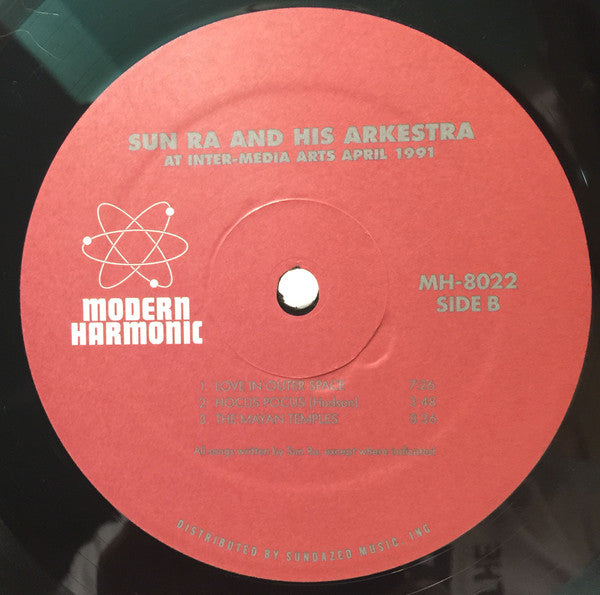 SUN RA AND HIS ARKESTRA
AT INTER-MEDIA ARTS APRIL 1991
MODERN
HARMONIC
MH-8022
SIDE B
1. LOVE IN OUTER SPACE 7:26
2. HOCUS POCUS (Hudson) 3:48
3. THE MAYAN TEMPLES 8:36
All songs written by Sun Ra, except where indicated
DISTRIBUTED BY SUNDAZED MUSIC, INC